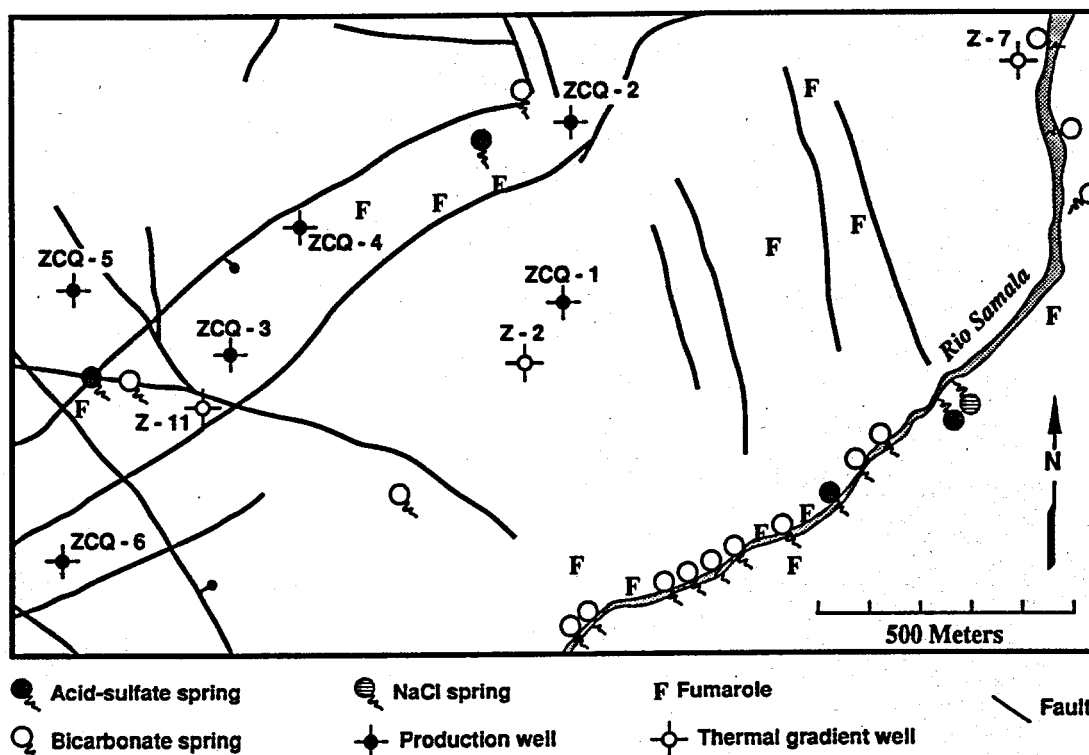 Z - 7
F
ZCQ - 2
F
F
F
F
ZCQ - 4
ZCQ - 5
F
F
ZCQ - 1
ZCQ - 3
Z - 2
Rio Samala
F
F
Z - 11
N
ZCQ - 6
F
F
F
F
F
500 Meters
Acid-sulfate spring
NaCl spring
F Fumarole
Fault
Bicarbonate spring
Production well
Thermal gradient well